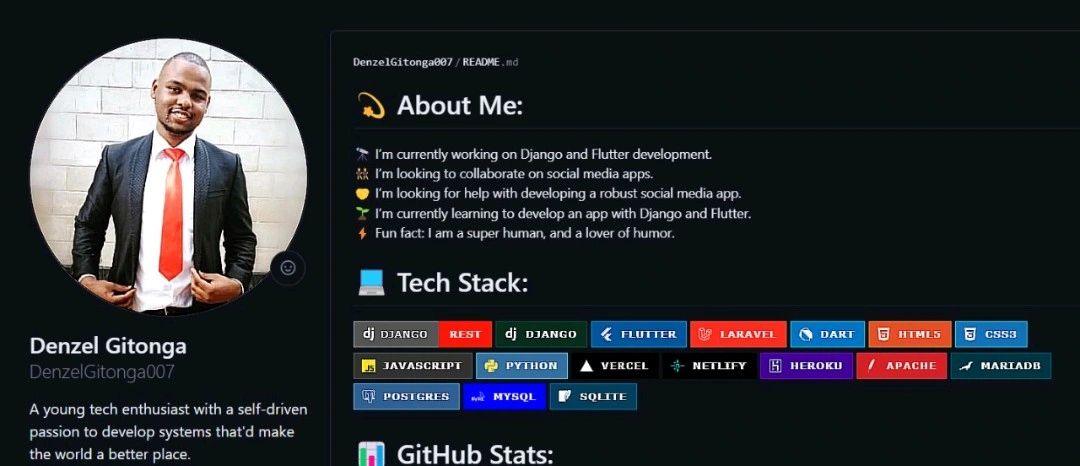 DenzelGitonga007/README.md
About Me:
I'm currently working on Django and Flutter development.
I'm looking to collaborate on social media apps.
I'm looking for help with developing a robust social media app.
I'm currently learning to develop an app with Django and Flutter.
Fun fact: I am a super human, and a lover of humor.
Tech Stack:
dj DJANGO REST dj DJANGO FLUTTER LARAVEL DART HTML5 CSS3
JS JAVASCRIPT PYTHON VERCEL NETLIFY HEROKU APACHE MARIADB
POSTGRES MYSQL SQLITE
GitHub Stats:
Denzel Gitonga
DenzelGitonga007
A young tech enthusiast with a self-driven
passion to develop systems that'd make
the world a better place.